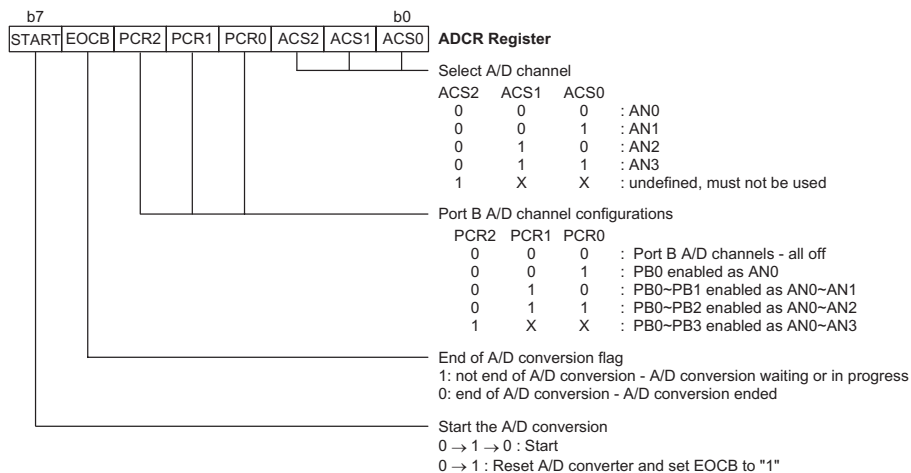 b7 b0
START EOCB PCR2 PCR1 PCR0 ACS2 ACS1 ACS0 ADCR Register
Select A/D channel
ACS2 ACS1 ACS0
0 0 0 : AN0
0 0 1 : AN1
0 1 0 : AN2
0 1 1 : AN3
1 X X : undefined, must not be used
Port B A/D channel configurations
PCR2 PCR1 PCR0
0 0 0 : Port B A/D channels - all off
0 0 1 : PB0 enabled as AN0
0 1 0 : PB0~PB1 enabled as AN0~AN1
0 1 1 : PB0~PB2 enabled as AN0~AN2
1 X X : PB0~PB3 enabled as AN0~AN3
End of A/D conversion flag
1: not end of A/D conversion - A/D conversion waiting or in progress
0: end of A/D conversion - A/D conversion ended
Start the A/D conversion
0 → 1 → 0 : Start
0 → 1 : Reset A/D converter and set EOCB to "1"